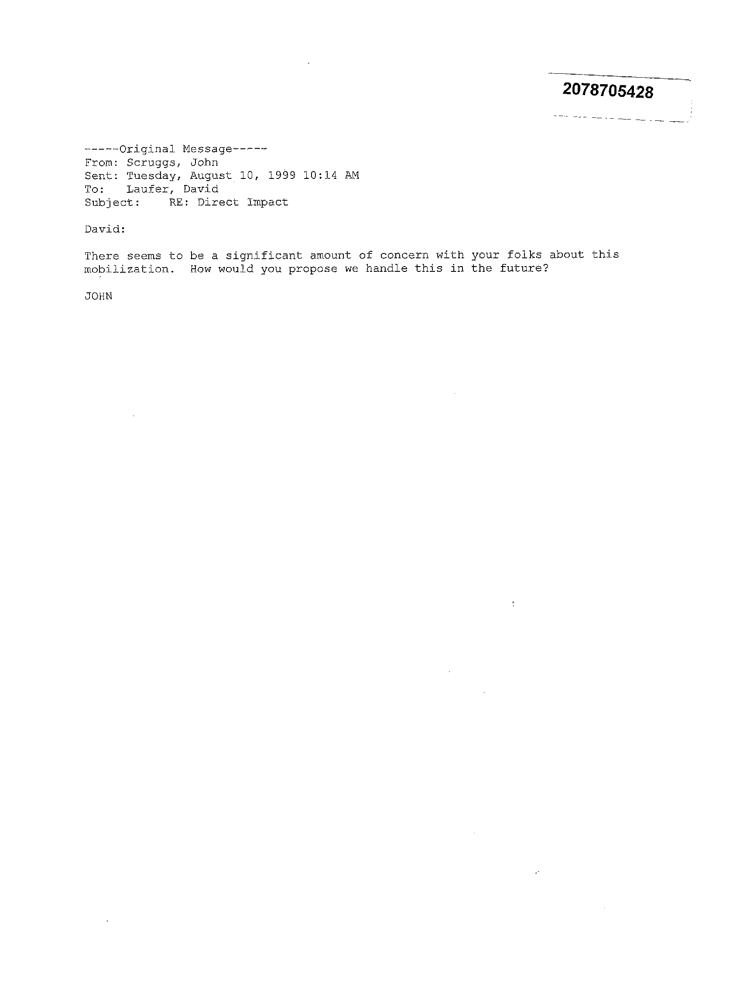 2078705428
-----Original Message-----
From: Scruggs, John
Sent: Tuesday, August 10, 1999 10:14 AM
To: Laufer, David
Subject: RE: Direct Impact
David:
There seems to be a significant amount of concern with your folks about this
mobilization. How would you propose we handle this in the future?
JOHN